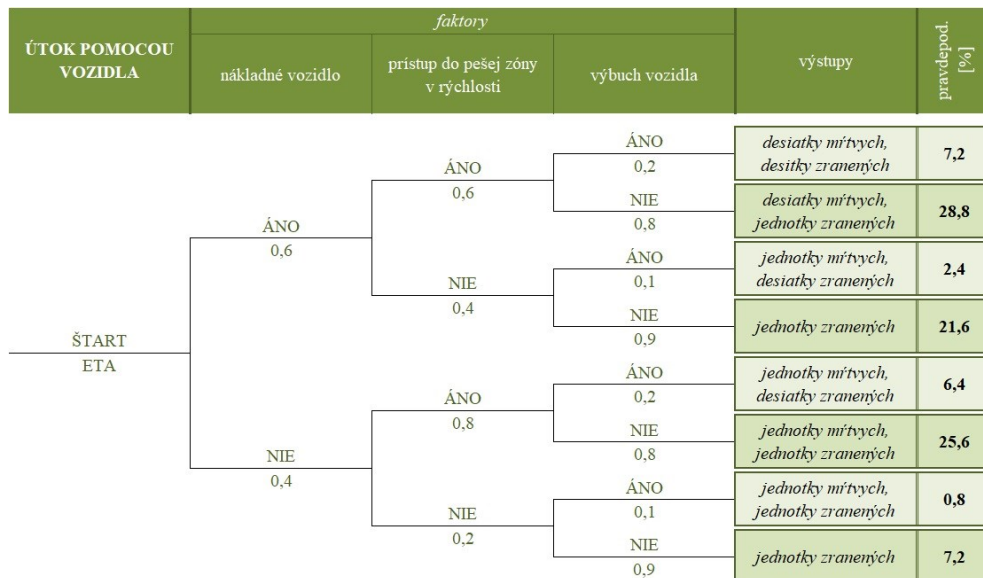 ÚTOK POMOCOU
VOZIDLA
faktory
nákladné vozidlo
prístup do pešej zóny
v rýchlosti
výbuch vozidla
výstupy
pravdepod.
[%]
ŠTART
ETA
ÁNO
0,6
NIE
0,4
ÁNO
0,6
NIE
0,4
ÁNO
0,8
NIE
0,2
ÁNO
0,2
desiatky mŕtvych,
desitky zranených
7,2
NIE
0,8
desiatky mŕtvych,
jednotky zranených
28,8
ÁNO
0,1
jednotky mŕtvych,
desiatky zranených
2,4
NIE
0,9
jednotky zranených
21,6
ÁNO
0,2
jednotky mŕtvych,
desiatky zranených
6,4
NIE
0,8
jednotky mŕtvych,
jednotky zranených
25,6
ÁNO
0,1
jednotky mŕtvych,
jednotky zranených
0,8
NIE
0,9
jednotky zranených
7,2